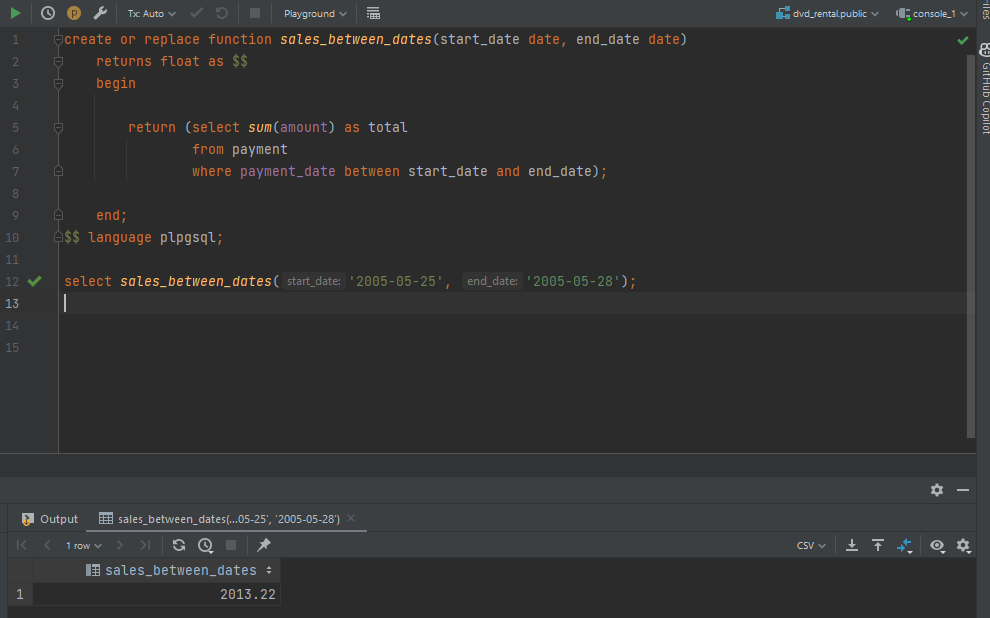 Tx: Auto Playground dvd_rental.public console_1
1 create or replace function sales_between_dates(start_date date, end_date date)
2 returns float as $$
3 begin
4
5 return (select sum(amount) as total
6 from payment
7 where payment_date between start_date and end_date);
8
9 end;
10 $$ language plpgsql;
11
12 select sales_between_dates( start_date: '2005-05-25', end_date: '2005-05-28');
13
14
15
GitHub Copilot
Output sales_between_dates(...05-25', '2005-05-28')
1 row CSV
sales_between_dates
1 2013.22